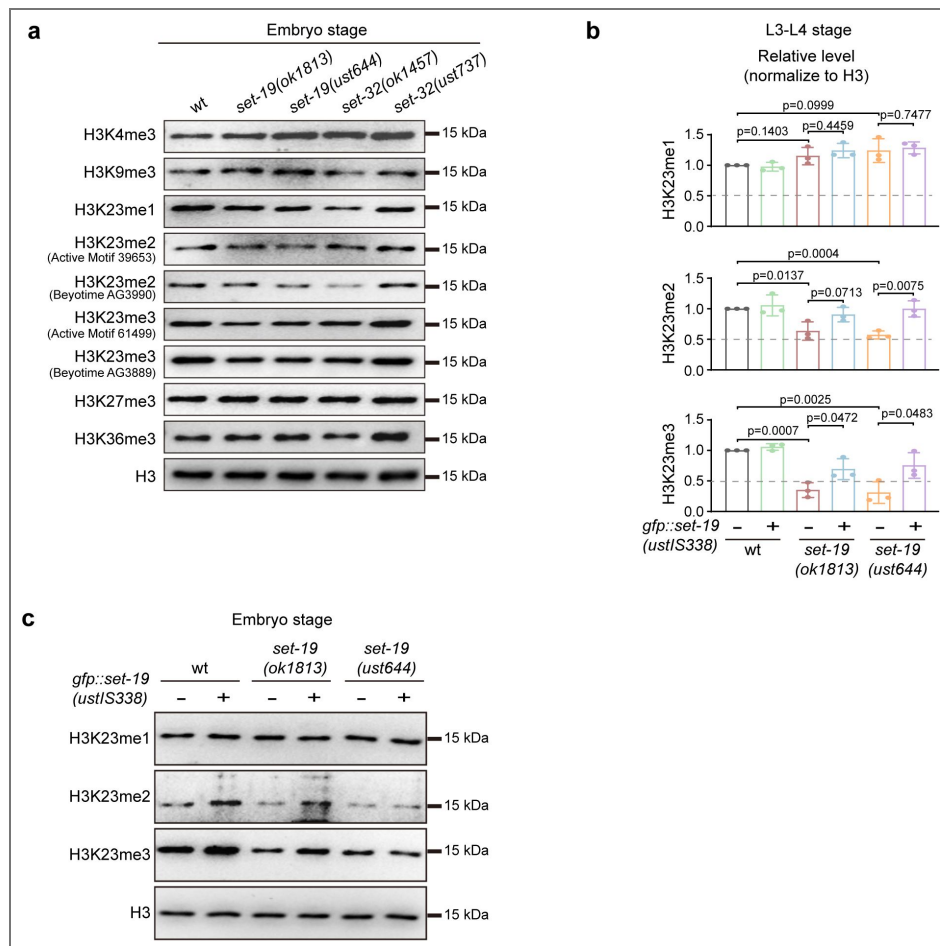 a
Embryo stage
wt
set-19(ok1813)
set-19(ust644)
set-32(ok1457)
set-32(ust737)
H3K4me3
15 kDa
H3K9me3
15 kDa
H3K23me1
15 kDa
H3K23me2
(Active Motif 39653)
15 kDa
H3K23me2
(Beyotime AG3990)
15 kDa
H3K23me3
(Active Motif 61499)
15 kDa
H3K23me3
(Beyotime AG3889)
15 kDa
H3K27me3
15 kDa
H3K36me3
15 kDa
H3
15 kDa
b
L3-L4 stage
Relative level
(normalize to H3)
p=0.0999
p=0.7477
p=0.1403
p=0.4459
H3K23me1
1.5
1.0
0.5
0.0
p=0.0004
p=0.0137
p=0.0713
p=0.0075
H3K23me2
1.5
1.0
0.5
0.0
p=0.0025
p=0.0007
p=0.0472
p=0.0483
H3K23me3
1.5
1.0
0.5
0.0
gfp::set-19 – + – + – +
(ustIS338)
wt set-19 set-19
(ok1813) (ust644)
c
Embryo stage
set-19 set-19
wt (ok1813) (ust644)
gfp::set-19
(ustIS338) – + – + – +
H3K23me1
15 kDa
H3K23me2
15 kDa
H3K23me3
15 kDa
H3
15 kDa